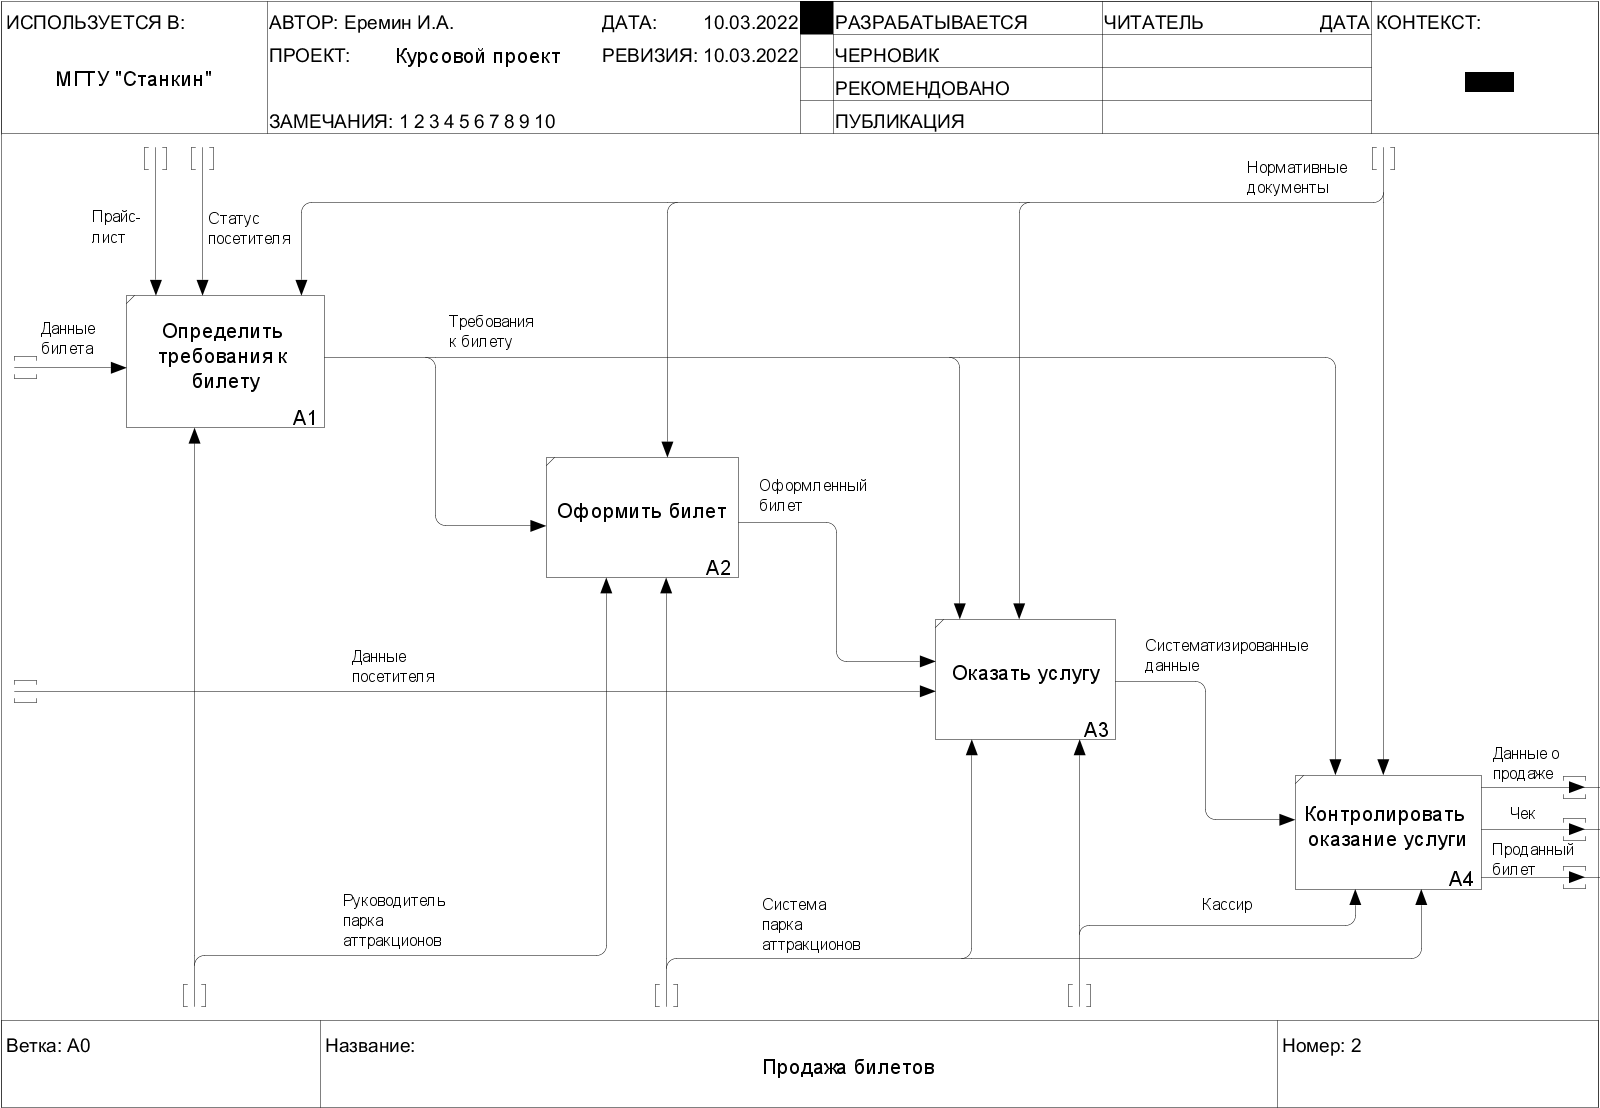 ИСПОЛЬЗУЕТСЯ В:
МГТУ "Станкин"
АВТОР: Еремин И.А.
ДАТА: 10.03.2022
ПРОЕКТ: Курсовой проект
РЕВИЗИЯ: 10.03.2022
ЗАМЕЧАНИЯ: 1 2 3 4 5 6 7 8 9 10
РАЗРАБАТЫВАЕТСЯ
ЧЕРНОВИК
РЕКОМЕНДОВАНО
ПУБЛИКАЦИЯ
ЧИТАТЕЛЬ ДАТА
КОНТЕКСТ:
Нормативные
документы
Прайс-
лист
Статус
посетителя
Данные
билета
Определить
требования к
билету
A1
Требования
к билету
Оформить билет
A2
Оформленный
билет
Данные
посетителя
Оказать услугу
A3
Систематизированные
данные
Контролировать
оказание услуги
A4
Данные о
продаже
Чек
Проданный
билет
Руководитель
парка
аттракционов
Система
парка
аттракционов
Кассир
Ветка: A0
Название:
Продажа билетов
Номер: 2